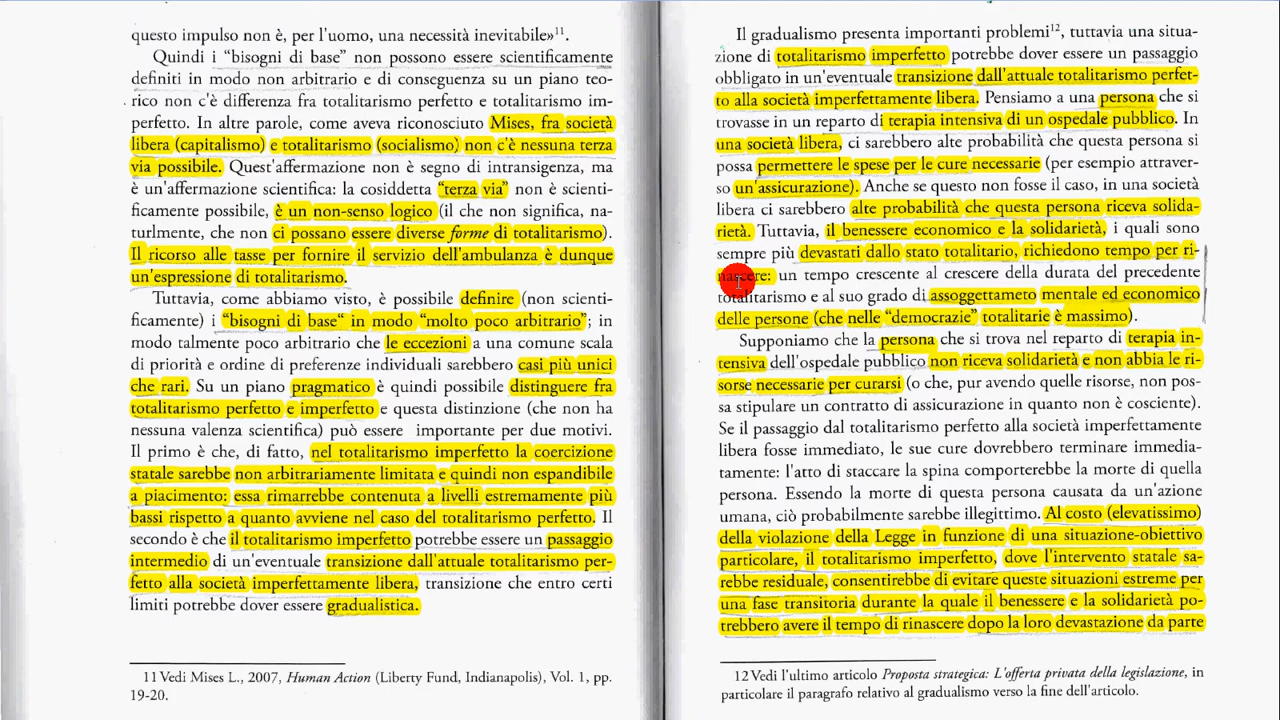 questo impulso non è, per l'uomo, una necessità inevitabile»11.
Quindi i “bisogni di base” non possono essere scientificamente
definiti in modo non arbitrario e di conseguenza su un piano teo-
rico non c'è differenza fra totalitarismo perfetto e totalitarismo im-
perfetto. In altre parole, come aveva riconosciuto Mises, fra società
libera (capitalismo) e totalitarismo (socialismo) non c'è nessuna terza
via possibile. Quest'affermazione non è segno di intransigenza, ma
è un'affermazione scientifica: la cosiddetta “terza via” non è scienti-
ficamente possibile, è un non-senso logico (il che non significa, na-
turlmente, che non ci possano essere diverse forme di totalitarismo).
Il ricorso alle tasse per fornire il servizio dell'ambulanza è dunque
un'espressione di totalitarismo.
Tuttavia, come abbiamo visto, è possibile definire (non scienti-
ficamente) i “bisogni di base“ in modo “molto poco arbitrario”; in
modo talmente poco arbitrario che le eccezioni a una comune scala
di priorità e ordine di preferenze individuali sarebbero casi più unici
che rari. Su un piano pragmatico è quindi possibile distinguere fra
totalitarismo perfetto e imperfetto e questa distinzione (che non ha
nessuna valenza scientifica) può essere importante per due motivi.
Il primo è che, di fatto, nel totalitarismo imperfetto la coercizione
statale sarebbe non arbitrariamente limitata e quindi non espandibile
a piacimento: essa rimarrebbe contenuta a livelli estremamente più
bassi rispetto a quanto avviene nel caso del totalitarismo perfetto. Il
secondo è che il totalitarismo imperfetto potrebbe essere un passaggio
intermedio di un'eventuale transizione dall'attuale totalitarismo per-
fetto alla società imperfettamente libera, transizione che entro certi
limiti potrebbe dover essere gradualistica.
11 Vedi Mises L., 2007, Human Action (Liberty Fund, Indianapolis), Vol. 1, pp.
19-20.
Il gradualismo presenta importanti problemi12, tuttavia una situa-
zione di totalitarismo imperfetto potrebbe dover essere un passaggio
obbligato in un'eventuale transizione dall'attuale totalitarismo perfet-
to alla società imperfettamente libera. Pensiamo a una persona che si
trovasse in un reparto di terapia intensiva di un ospedale pubblico. In
una società libera, ci sarebbero alte probabilità che questa persona si
possa permettere le spese per le cure necessarie (per esempio attraver-
so un'assicurazione). Anche se questo non fosse il caso, in una società
libera ci sarebbero alte probabilità che questa persona riceva solida-
rietà. Tuttavia, il benessere economico e la solidarietà, i quali sono
sempre più devastati dallo stato totalitario, richiedono tempo per ri-
nascere: un tempo crescente al crescere della durata del precedente
totalitarismo e al suo grado di assoggettameto mentale ed economico
delle persone (che nelle “democrazie” totalitarie è massimo).
Supponiamo che la persona che si trova nel reparto di terapia in-
tensiva dell'ospedale pubblico non riceva solidarietà e non abbia le ri-
sorse necessarie per curarsi (o che, pur avendo quelle risorse, non pos-
sa stipulare un contratto di assicurazione in quanto non è cosciente).
Se il passaggio dal totalitarismo perfetto alla società imperfettamente
libera fosse immediato, le sue cure dovrebbero terminare immedia-
tamente: l'atto di staccare la spina comporterebbe la morte di quella
persona. Essendo la morte di questa persona causata da un'azione
umana, ciò probabilmente sarebbe illegittimo. Al costo (elevatissimo)
della violazione della Legge in funzione di una situazione-obiettivo
particolare, il totalitarismo imperfetto, dove l'intervento statale sa-
rebbe residuale, consentirebbe di evitare queste situazioni estreme per
una fase transitoria durante la quale il benessere e la solidarietà po-
trebbero avere il tempo di rinascere dopo la loro devastazione da parte
12 Vedi l'ultimo articolo Proposta strategica: L'offerta privata della legislazione, in
particolare il paragrafo relativo al gradualismo verso la fine dell'articolo.